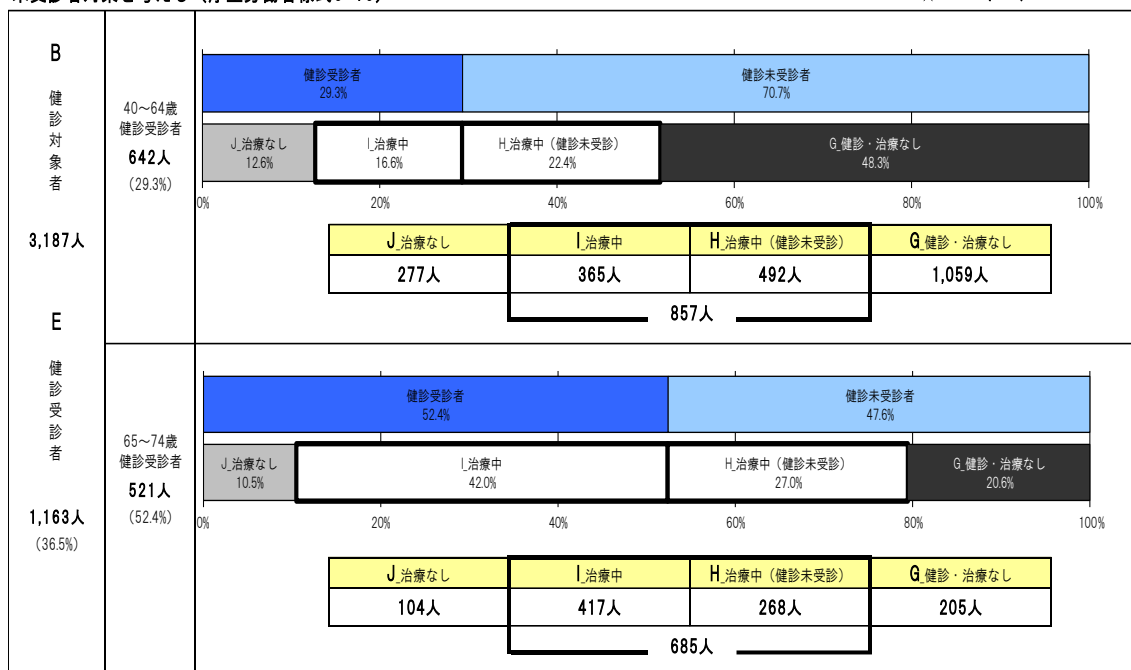 B
健診対象者
3,187人
E
健診受診者
1,163人
(36.5%)
40～64歳
健診受診者
642人
(29.3%)
健診受診者
29.3%
健診未受診者
70.7%
J_治療なし
12.6%
I_治療中
16.6%
H_治療中（健診未受診）
22.4%
G_健診・治療なし
48.3%
0% 20% 40% 60% 80% 100%
J_治療なし I_治療中 H_治療中（健診未受診） G_健診・治療なし
277人 365人 492人 1,059人
857人
65～74歳
健診受診者
521人
(52.4%)
健診受診者
52.4%
健診未受診者
47.6%
J_治療なし
10.5%
I_治療中
42.0%
H_治療中（健診未受診）
27.0%
G_健診・治療なし
20.6%
0% 20% 40% 60% 80% 100%
J_治療なし I_治療中 H_治療中（健診未受診） G_健診・治療なし
104人 417人 268人 205人
685人